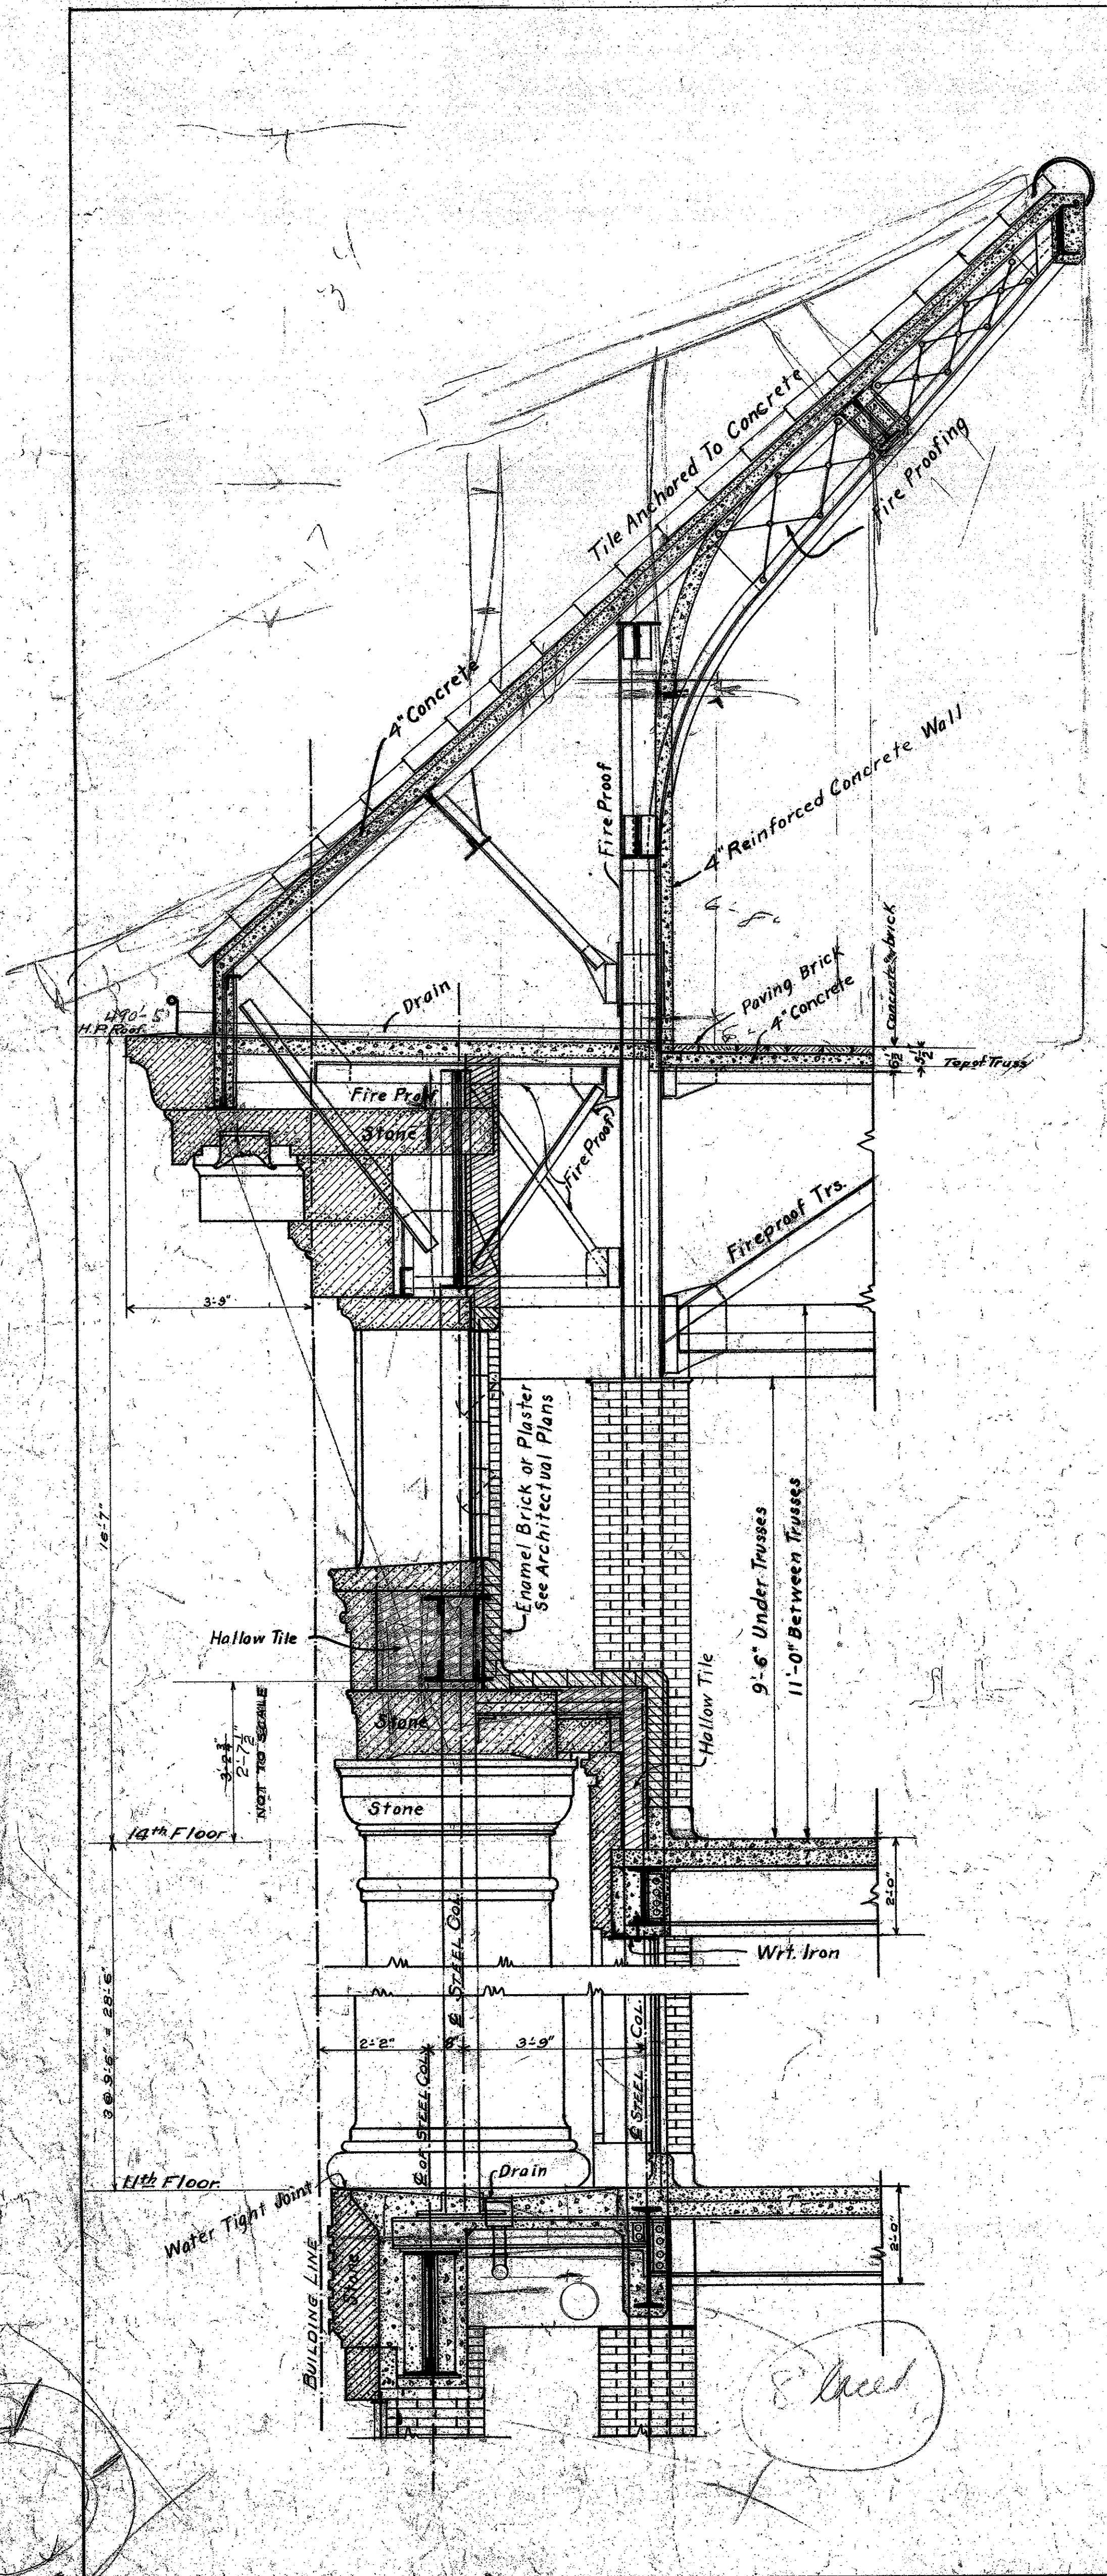 Tile Anchored To Concrete
Fire Proofing
4" Concrete
4" Reinforced Concrete Wall
Fire Proof
Drain
490'-5"
H.P. Roof
Paving Brick
4" Concrete
Concrete & brick
Top of Truss
Fire Proof
Stone
Fire Proof
Fireproof Trs.
3'-9"
16'-7"
Enamel Brick or Plaster
See Architectual Plans
9'-6" Under Trusses
11'-0" Between Trusses
Hallow Tile
Hallow Tile
Stone
2'-7½"
NOT TO SCALE
Stone
14th Floor
2'-0"
Wrt. Iron
℄ STEEL COL.
3 @ 9'-6" = 28'-6"
2'-2"
8"
3'-9"
℄ OF STEEL COL.
℄ STEEL COL.
11th Floor
Drain
Water Tight Joint
Stone
2'-0"
BUILDING LINE
8" laced